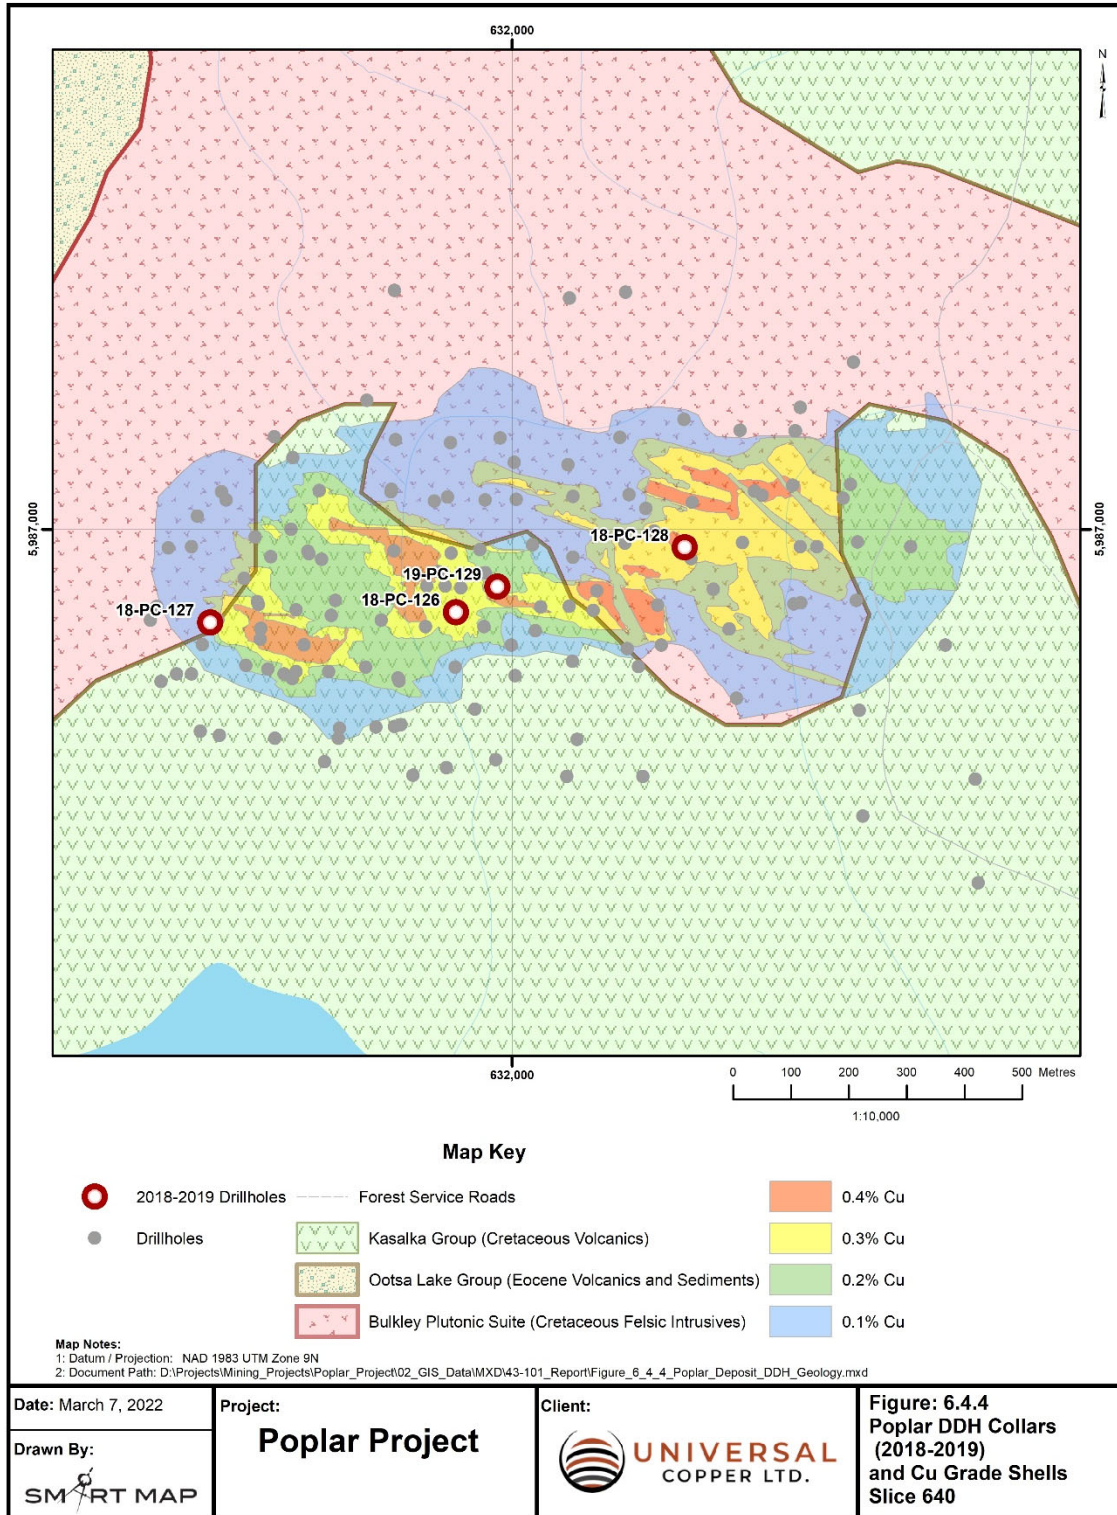 632,000
N
5,987,000
5,987,000
18-PC-128
19-PC-129
18-PC-126
18-PC-127
632,000
0 100 200 300 400 500 Metres
1:10,000
Map Key
2018-2019 Drillholes
Drillholes
Forest Service Roads
Kasalka Group (Cretaceous Volcanics)
Ootsa Lake Group (Eocene Volcanics and Sediments)
Bulkley Plutonic Suite (Cretaceous Felsic Intrusives)
0.4% Cu
0.3% Cu
0.2% Cu
0.1% Cu
Map Notes:
1: Datum / Projection: NAD 1983 UTM Zone 9N
2: Document Path: D:\Projects\Mining_Projects\Poplar_Project\02_GIS_Data\MXD\43-101_Report\Figure_6_4_4_Poplar_Deposit_DDH_Geology.mxd
Date: March 7, 2022
Drawn By:
SMART MAP
Project:
Poplar Project
Client:
UNIVERSAL
COPPER LTD.
Figure: 6.4.4
Poplar DDH Collars
(2018-2019)
and Cu Grade Shells
Slice 640